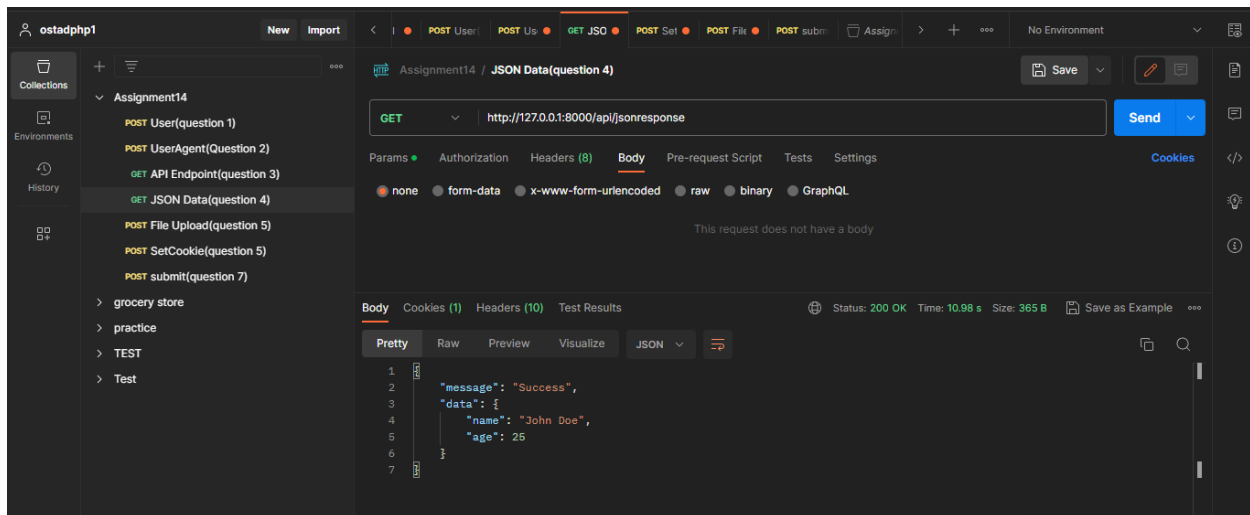 ostadphp1 New Import
POST User( POST Us GET JSO POST Set POST File POST subm Assign No Environment
Collections
Environments
History
Assignment14
POST User(question 1)
POST UserAgent(Question 2)
GET API Endpoint(question 3)
GET JSON Data(question 4)
POST File Upload(question 5)
POST SetCookie(question 5)
POST submit(question 7)
grocery store
practice
TEST
Test
HTTP Assignment14 / JSON Data(question 4) Save
GET http://127.0.0.1:8000/api/jsonresponse Send
Params Authorization Headers (8) Body Pre-request Script Tests Settings Cookies
none form-data x-www-form-urlencoded raw binary GraphQL
This request does not have a body
Body Cookies (1) Headers (10) Test Results Status: 200 OK Time: 10.98 s Size: 365 B Save as Example
Pretty Raw Preview Visualize JSON
1 {
2 "message": "Success",
3 "data": {
4 "name": "John Doe",
5 "age": 25
6 }
7 }